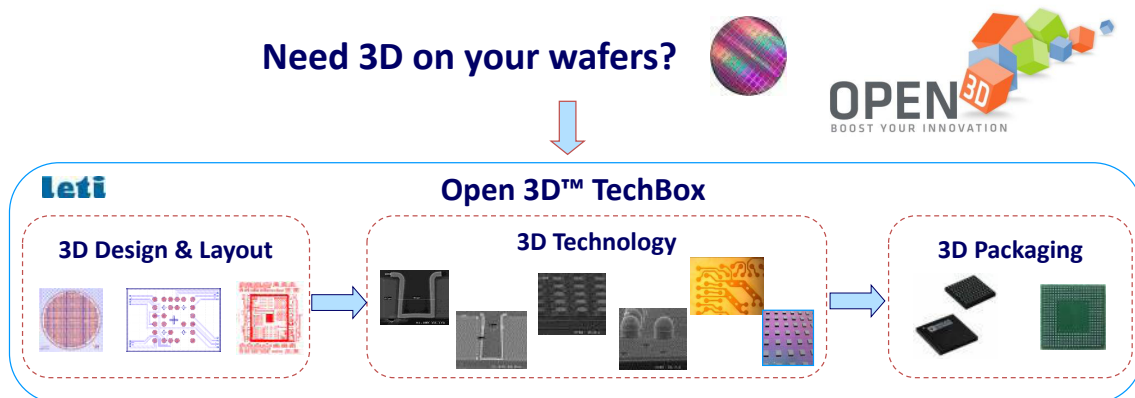 Need 3D on your wafers?
OPEN 3D
BOOST YOUR INNOVATION
leti
Open 3D™ TechBox
3D Design & Layout
3D Technology
3D Packaging